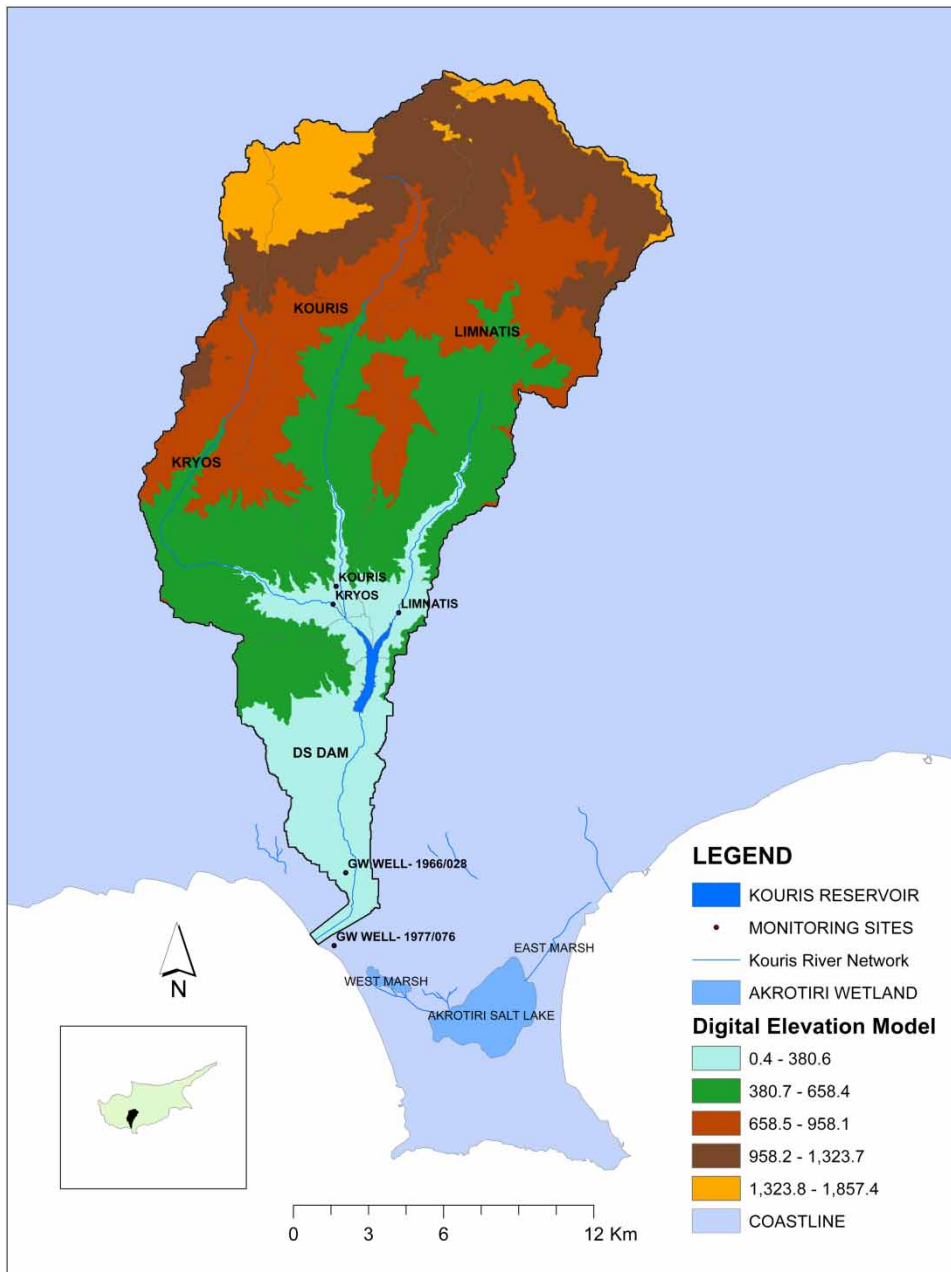 KOURIS
LIMNATIS
KRYOS
KOURIS
KRYOS
LIMNATIS
DS DAM
GW WELL- 1966/028
GW WELL- 1977/076
EAST MARSH
WEST MARSH
AKROTIRI SALT LAKE
N
0 3 6 12 Km
LEGEND
KOURIS RESERVOIR
MONITORING SITES
Kouris River Network
AKROTIRI WETLAND
Digital Elevation Model
0.4 - 380.6
380.7 - 658.4
658.5 - 958.1
958.2 - 1,323.7
1,323.8 - 1,857.4
COASTLINE